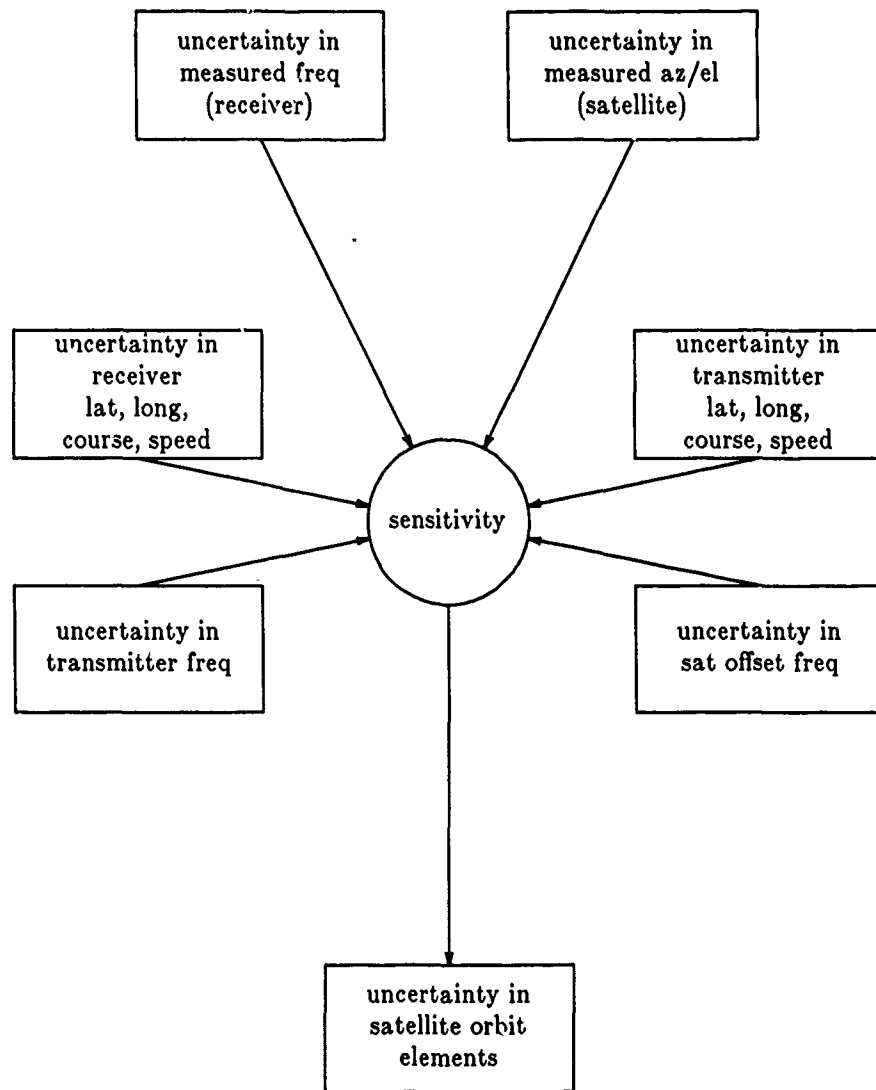 uncertainty in
measured freq
(receiver)
uncertainty in
measured az/el
(satellite)
uncertainty in
receiver
lat, long,
course, speed
uncertainty in
transmitter
lat, long,
course, speed
sensitivity
uncertainty in
transmitter freq
uncertainty in
sat offset freq
uncertainty in
satellite orbit
elements